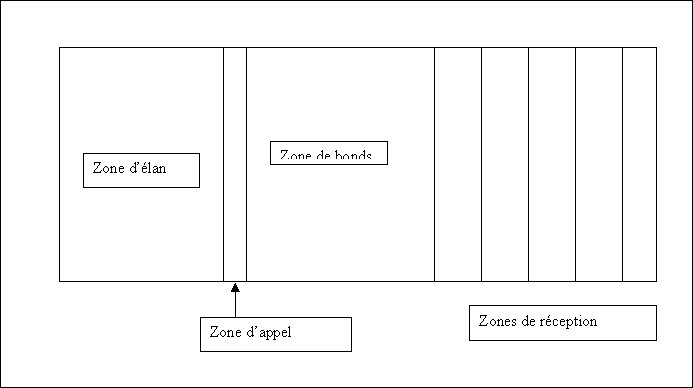 Zone d'élan
Zone de bonds
Zone d'appel
Zones de réception